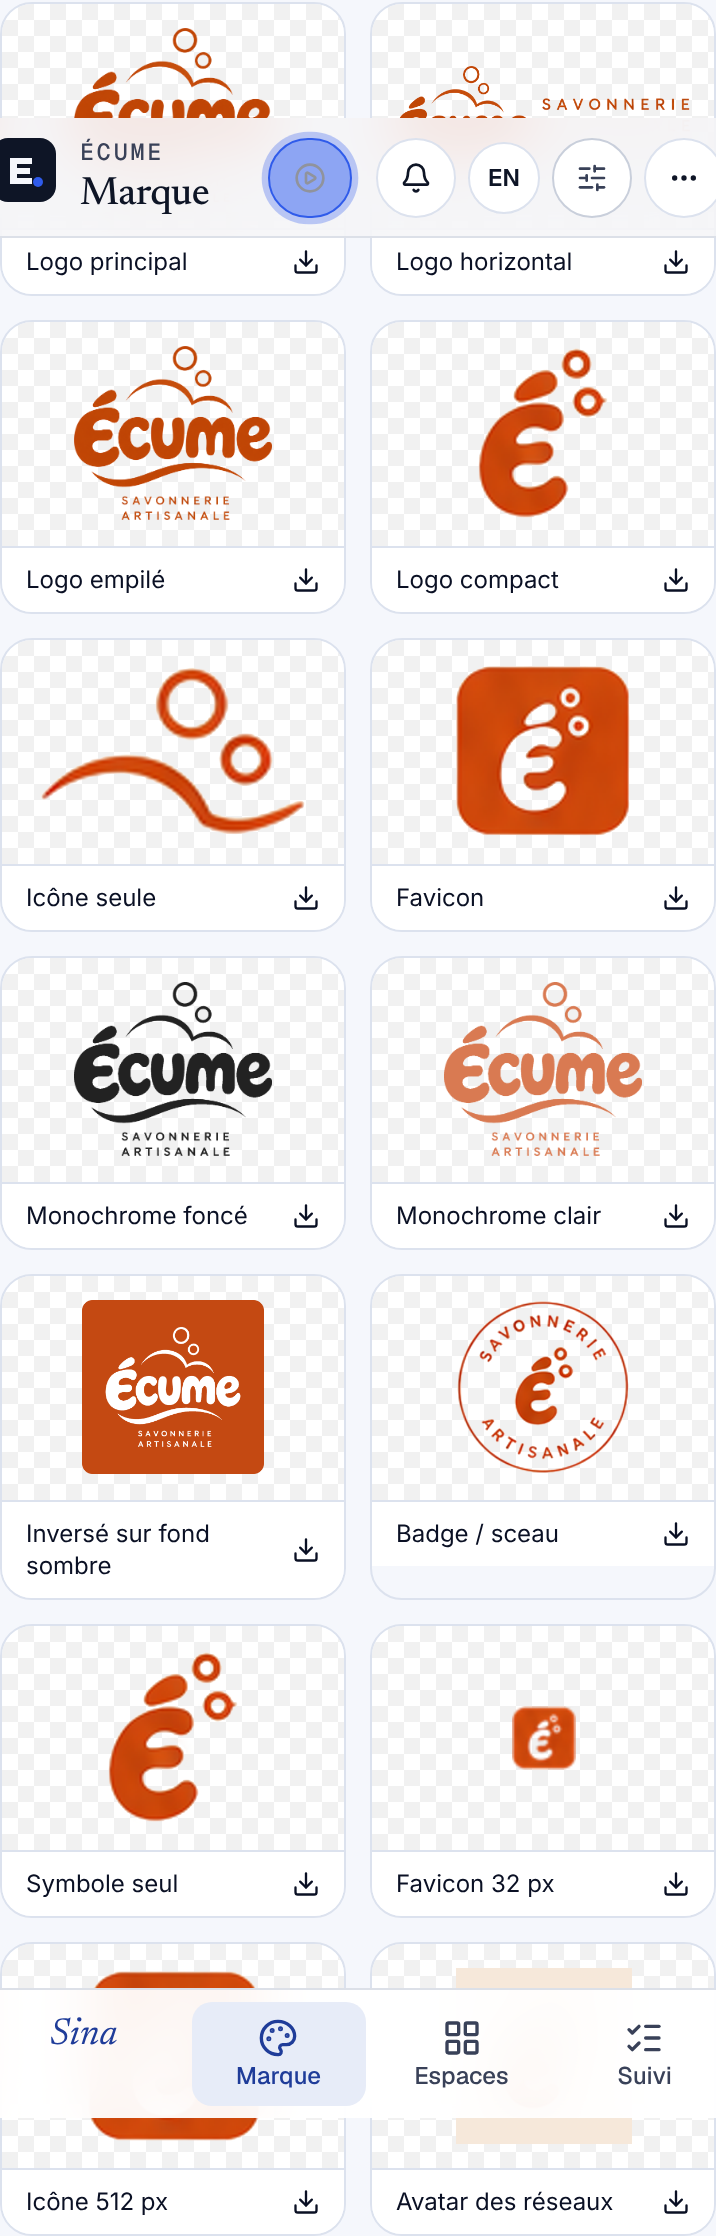 Écume
SAVONNERIE
Écume
E.
ÉCUME
Marque
EN
Logo principal
Logo horizontal
Écume
SAVONNERIE
ARTISANALE
É
Logo empilé
Logo compact
É
Icône seule
Favicon
Écume
SAVONNERIE
ARTISANALE
Écume
SAVONNERIE
ARTISANALE
Monochrome foncé
Monochrome clair
Écume
SAVONNERIE
ARTISANALE
SAVONNERIE
É
ARTISANALE
Inversé sur fond
sombre
Badge / sceau
É
É
Symbole seul
Favicon 32 px
Sina
Marque
Espaces
Suivi
Icône 512 px
Avatar des réseaux